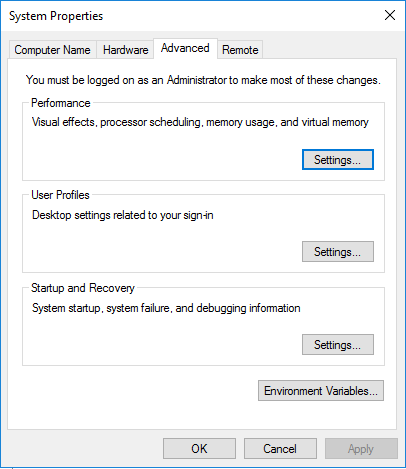 System Properties
Computer Name Hardware Advanced Remote
You must be logged on as an Administrator to make most of these changes.
Performance
Visual effects, processor scheduling, memory usage, and virtual memory
Settings...
User Profiles
Desktop settings related to your sign-in
Settings...
Startup and Recovery
System startup, system failure, and debugging information
Settings...
Environment Variables...
OK Cancel Apply